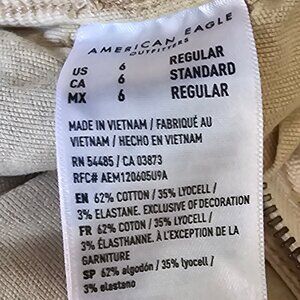 AMERICAN EAGLE
OUTFITTERS
US 6 REGULAR
CA 6 STANDARD
MX 6 REGULAR
MADE IN VIETNAM / FABRIQUÉ AU
VIETNAM / HECHO EN VIETNAM
RN 54485 / CA 03873
RFC# AEM120605U9A
EN 62% COTTON / 35% LYOCELL /
3% ELASTANE. EXCLUSIVE OF DECORATION
FR 62% COTON / 35% LYOCELL /
3% ÉLASTHANNE. À L'EXCEPTION DE LA
GARNITURE
SP 62% algodón / 35% lyocell /
3% elastano